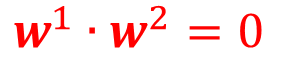 w¹ · w² = 0